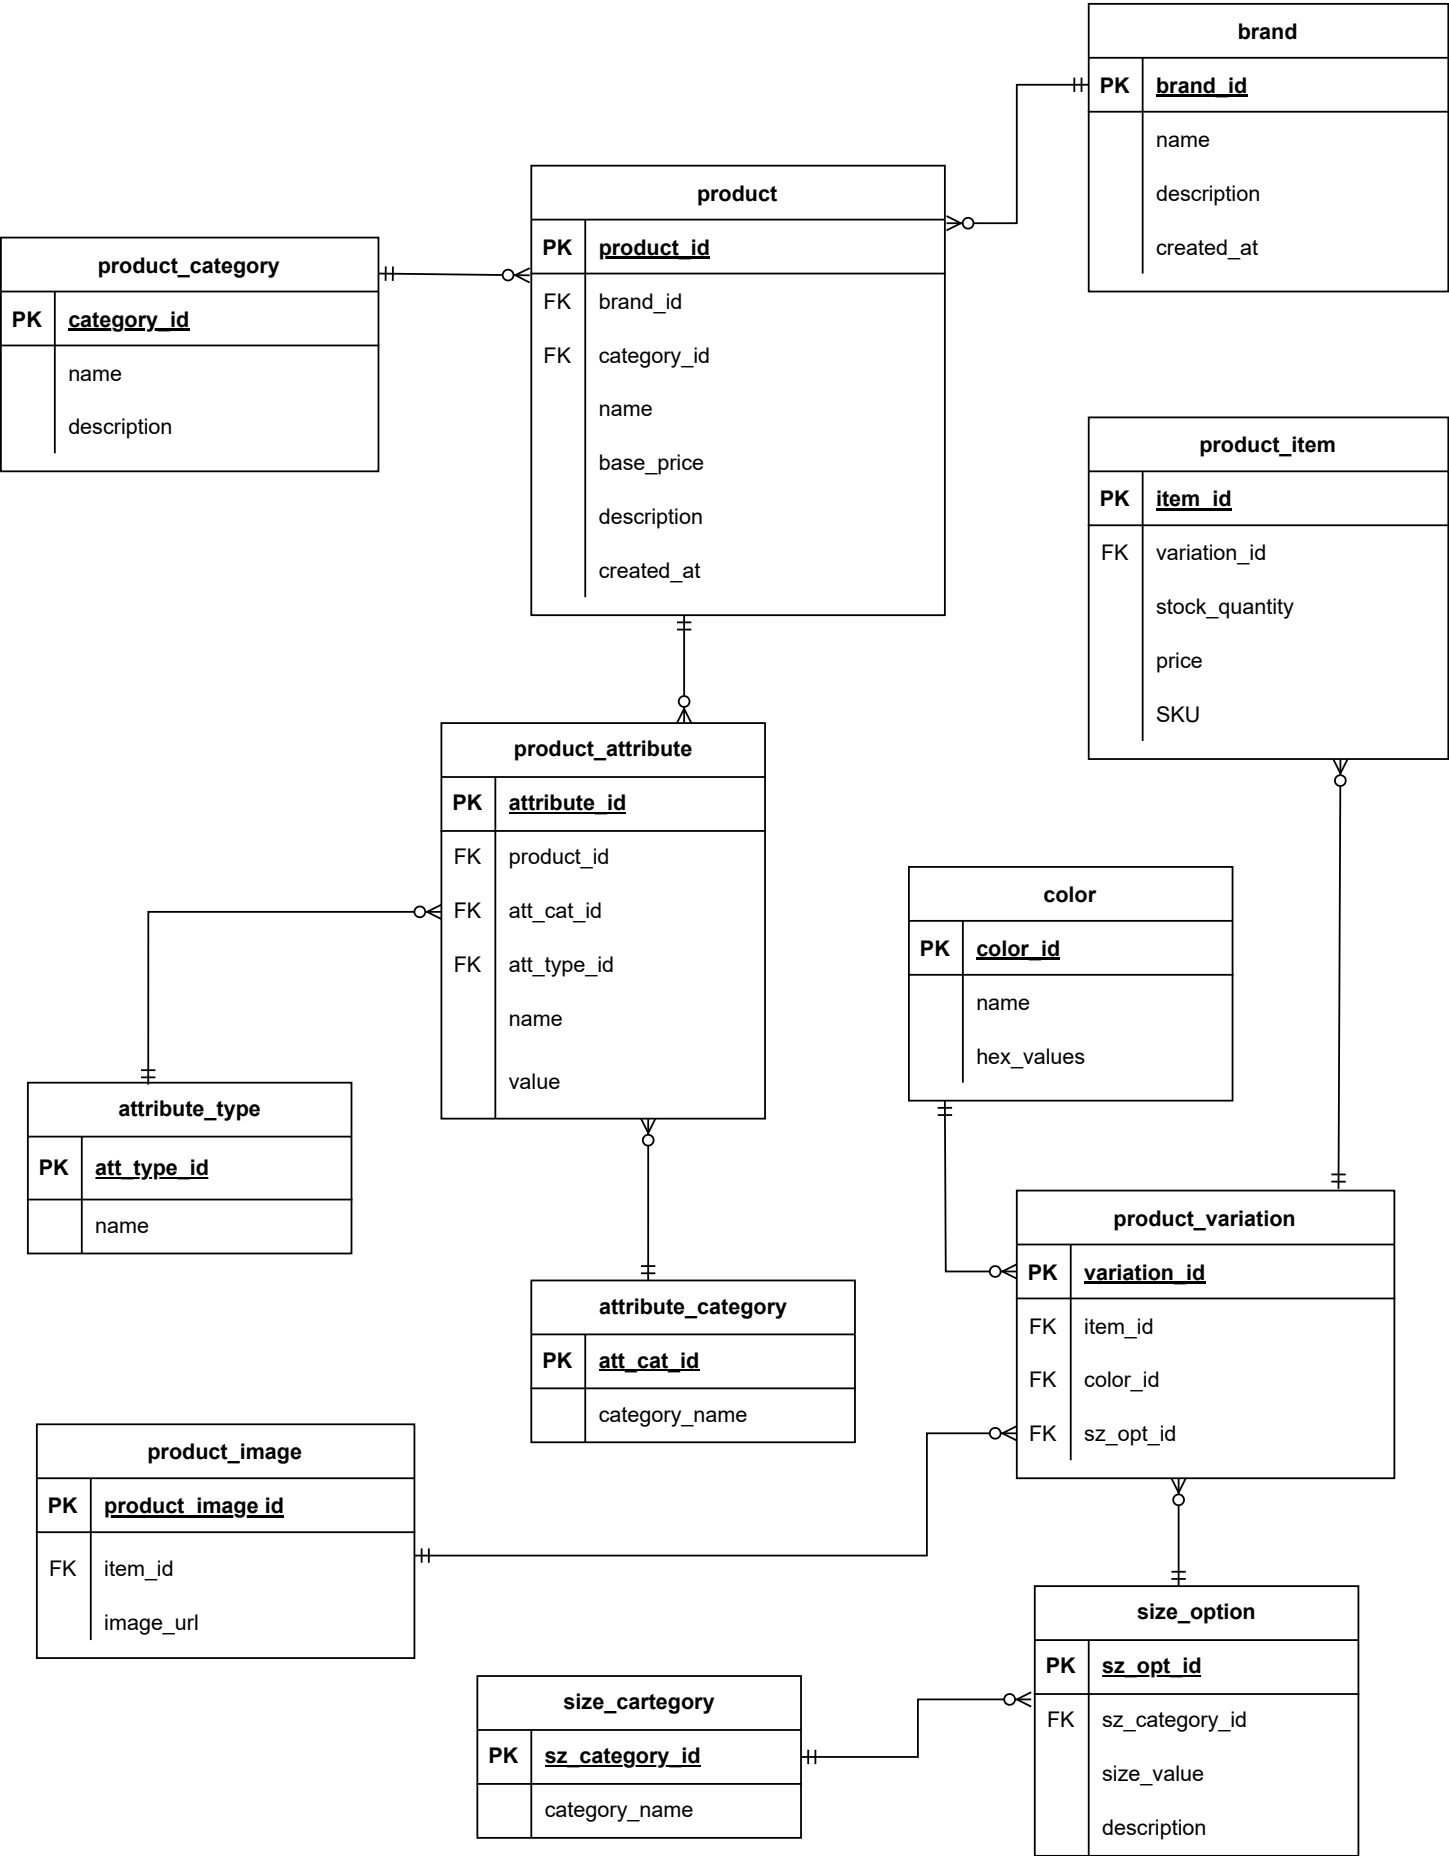 brand
PK brand_id
name
description
created_at
product
PK product_id
FK brand_id
FK category_id
name
base_price
description
created_at
product_category
PK category_id
name
description
product_item
PK item_id
FK variation_id
stock_quantity
price
SKU
product_attribute
PK attribute_id
FK product_id
FK att_cat_id
FK att_type_id
name
value
color
PK color_id
name
hex_values
attribute_type
PK att_type_id
name
product_variation
PK variation_id
FK item_id
FK color_id
FK sz_opt_id
attribute_category
PK att_cat_id
category_name
product_image
PK product_image id
FK item_id
image_url
size_option
PK sz_opt_id
FK sz_category_id
size_value
description
size_cartegory
PK sz_category_id
category_name